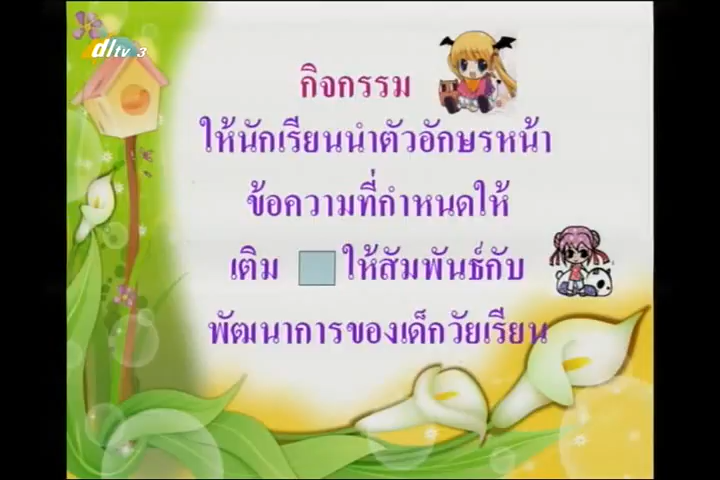 dltv 3
กิจกรรม
ให้นักเรียนนำตัวอักษรหน้า
ข้อความที่กำหนดให้
เติม ให้สัมพันธ์กับ
พัฒนาการของเด็กวัยเรียน